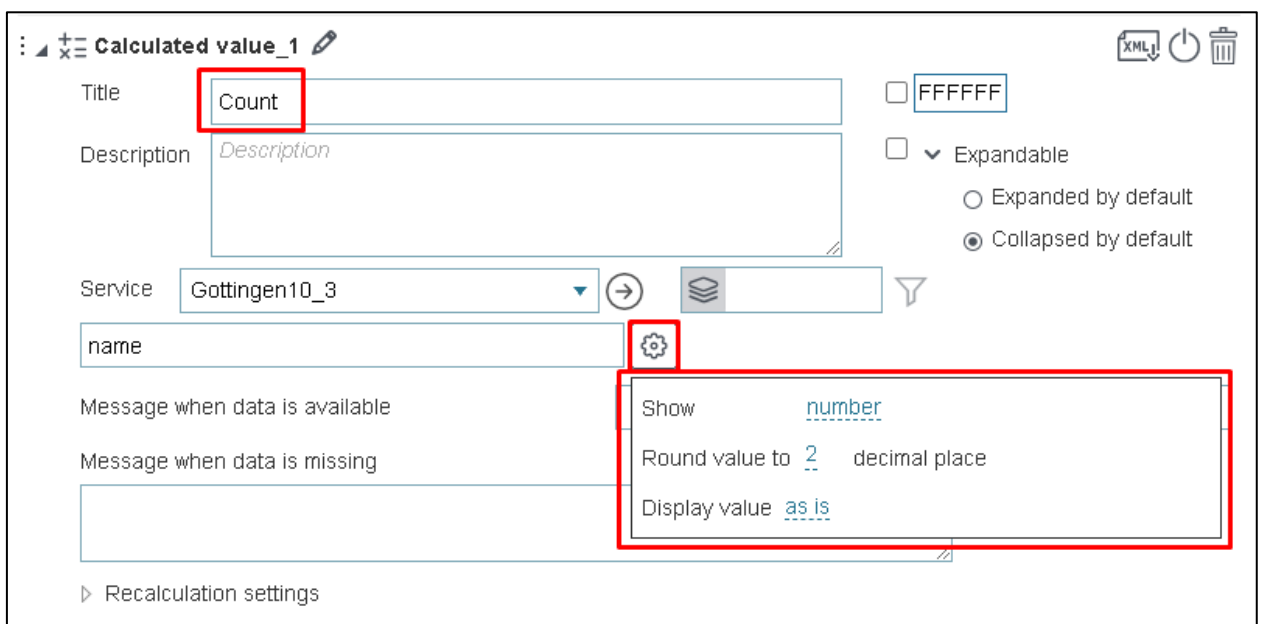 Calculated value_1
XML
Title
Count
FFFFFF
Description
Description
Expandable
Expanded by default
Collapsed by default
Service
Gottingen10_3
name
Message when data is available
Show number
Round value to 2 decimal place
Message when data is missing
Display value as is
Recalculation settings